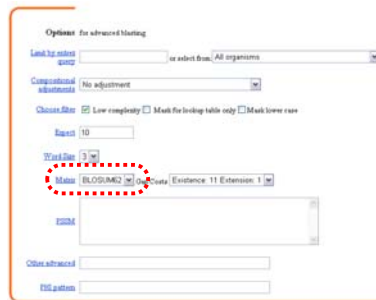 Options for advanced blasting
Limit by entrez query or select from: All organisms
Compositional adjustments No adjustment
Choose filter Low complexity Mask for lookup table only Mask lower case
Expect 10
Word Size 3
Matrix BLOSUM62 Gap Costs Existence: 11 Extension: 1
PSSM
Other advanced
PHI pattern